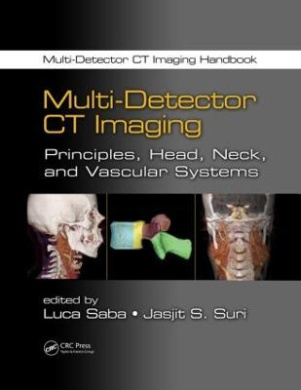 Multi-Detector CT Imaging Handbook
Multi-Detector
CT Imaging
Principles, Head, Neck,
and Vascular Systems
edited by
Luca Saba • Jasjit S. Suri
CRC Press
Taylor & Francis Group